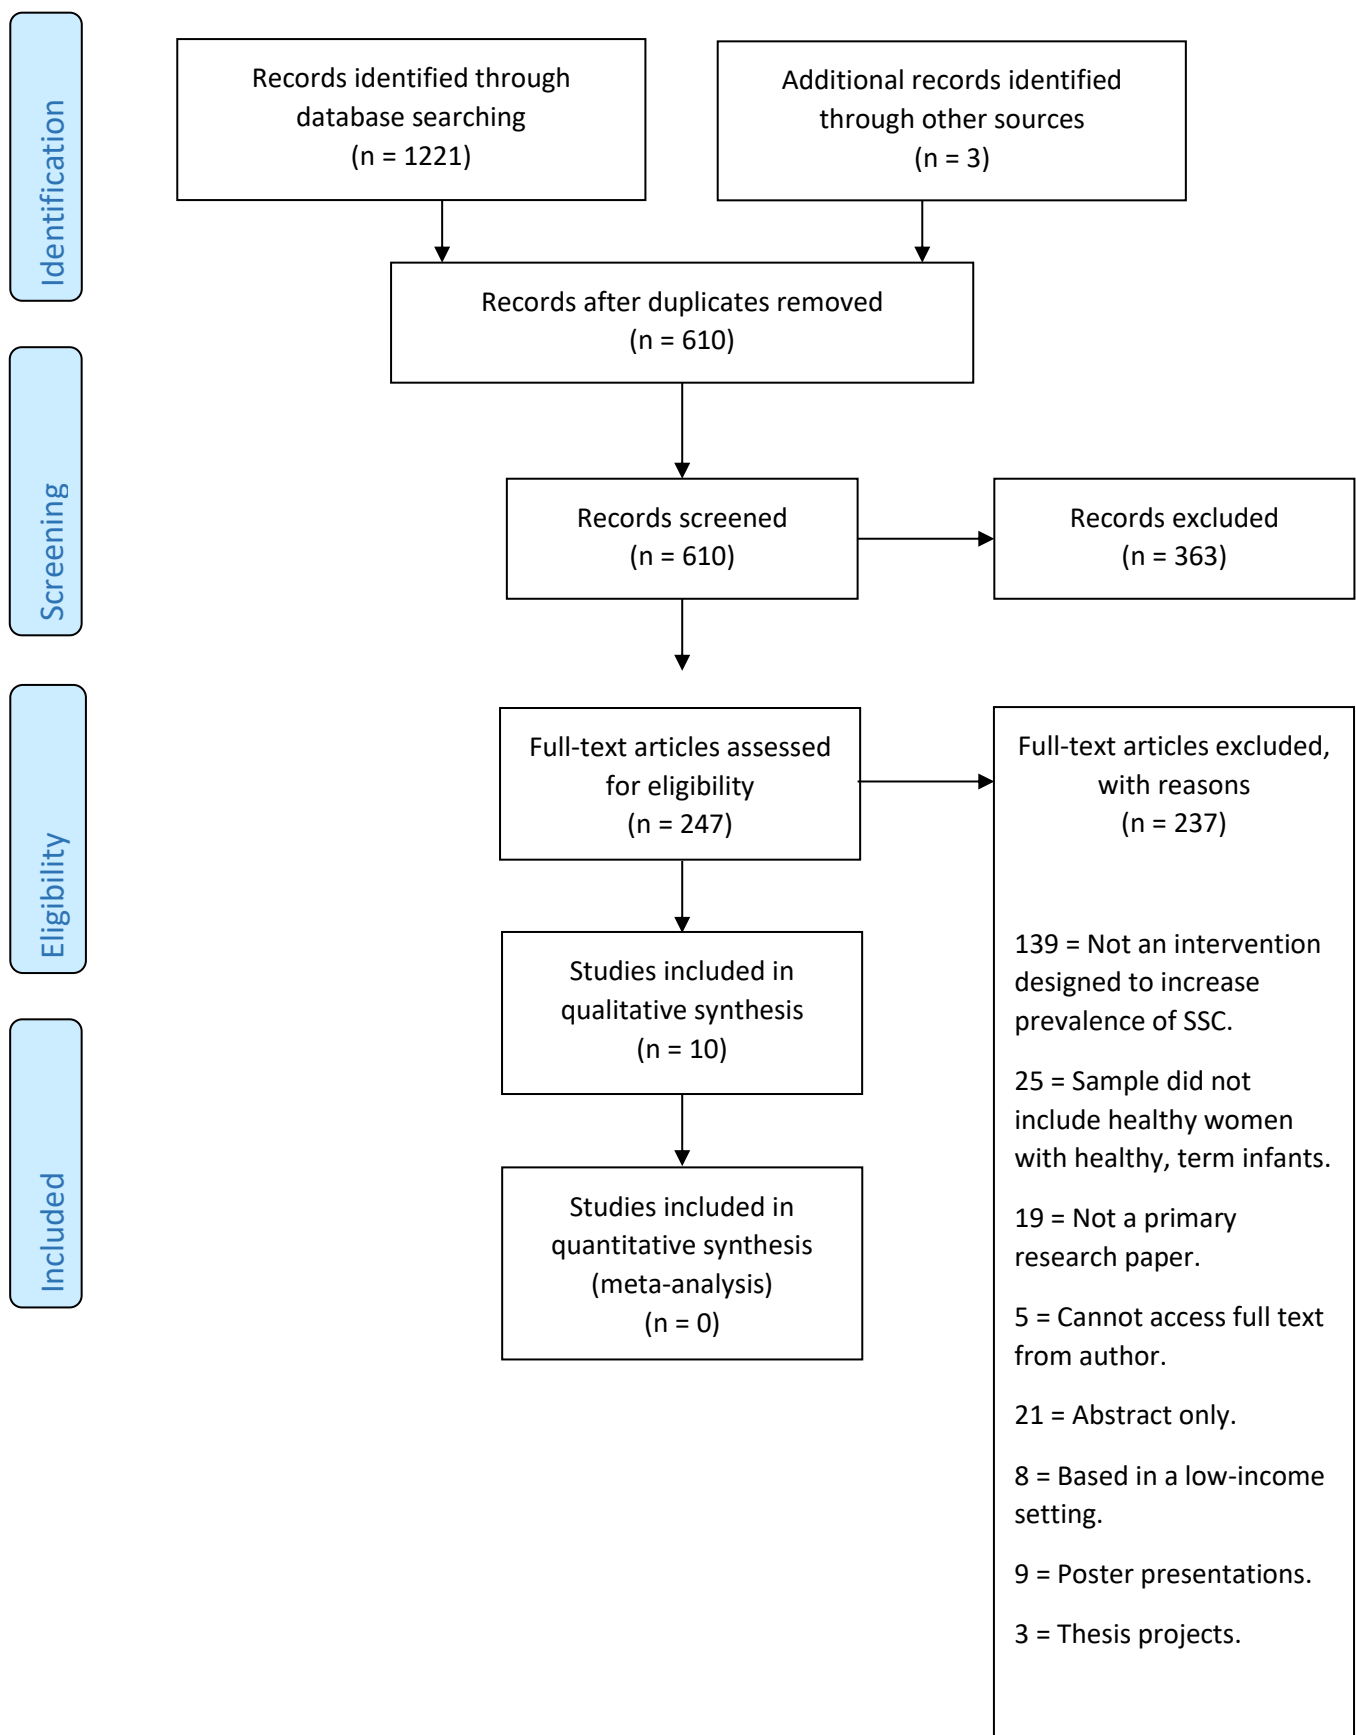 Identification
Records identified through
database searching
(n = 1221)
Additional records identified
through other sources
(n = 3)
Records after duplicates removed
(n = 610)
Screening
Records screened
(n = 610)
Records excluded
(n = 363)
Eligibility
Full-text articles assessed
for eligibility
(n = 247)
Full-text articles excluded,
with reasons
(n = 237)
139 = Not an intervention
designed to increase
prevalence of SSC.
25 = Sample did not
include healthy women
with healthy, term infants.
19 = Not a primary
research paper.
5 = Cannot access full text
from author.
21 = Abstract only.
8 = Based in a low-income
setting.
9 = Poster presentations.
3 = Thesis projects.
Studies included in
qualitative synthesis
(n = 10)
Included
Studies included in
quantitative synthesis
(meta-analysis)
(n = 0)